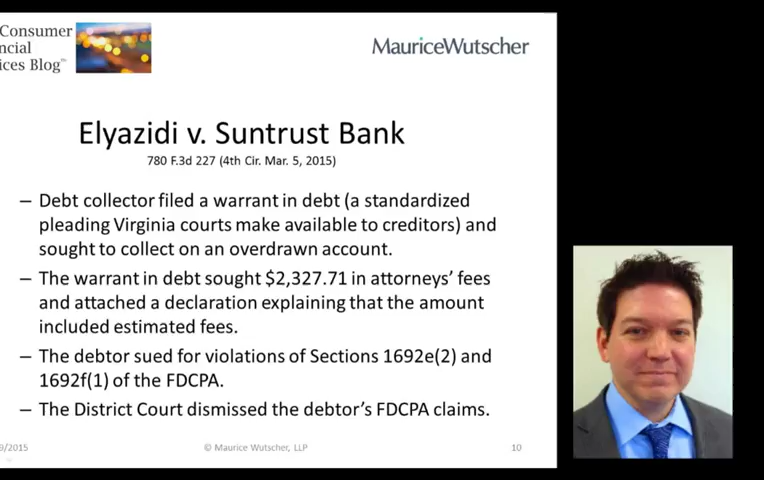 Consumer
ncial
ices Blog™
MauriceWutscher
Elyazidi v. Suntrust Bank
780 F.3d 227 (4th Cir. Mar. 5, 2015)
– Debt collector filed a warrant in debt (a standardized
pleading Virginia courts make available to creditors) and
sought to collect on an overdrawn account.
– The warrant in debt sought $2,327.71 in attorneys’ fees
and attached a declaration explaining that the amount
included estimated fees.
– The debtor sued for violations of Sections 1692e(2) and
1692f(1) of the FDCPA.
– The District Court dismissed the debtor’s FDCPA claims.
9/2015
© Maurice Wutscher, LLP
10